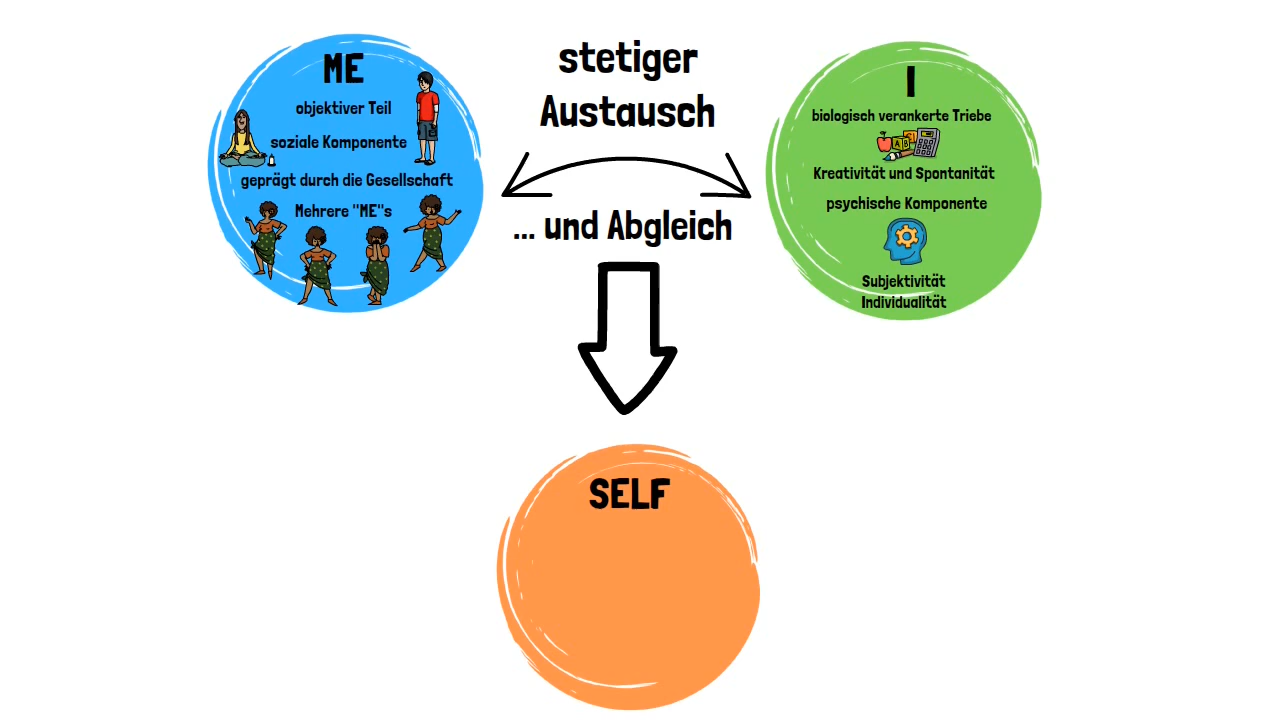 ME
objektiver Teil
soziale Komponente
geprägt durch die Gesellschaft
Mehrere "ME"s
stetiger
Austausch
... und Abgleich
I
biologisch verankerte Triebe
Kreativität und Spontanität
psychische Komponente
Subjektivität
Individualität
SELF